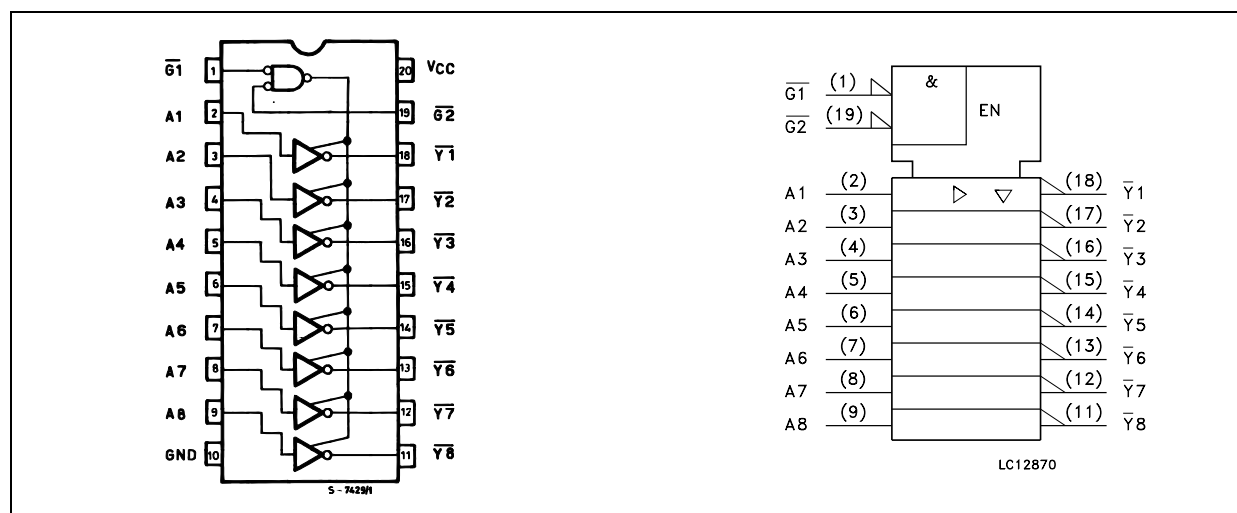 G1 1 20 VCC
A1 2 19 G2
A2 3 18 Y1
A3 4 17 Y2
A4 5 16 Y3
A5 6 15 Y4
A6 7 14 Y5
A7 8 13 Y6
A8 9 12 Y7
GND 10 11 Y8
S - 7429/1
G1 (1) & EN
G2 (19)
A1 (2) (18) Y1
A2 (3) (17) Y2
A3 (4) (16) Y3
A4 (5) (15) Y4
A5 (6) (14) Y5
A6 (7) (13) Y6
A7 (8) (12) Y7
A8 (9) (11) Y8
LC12870